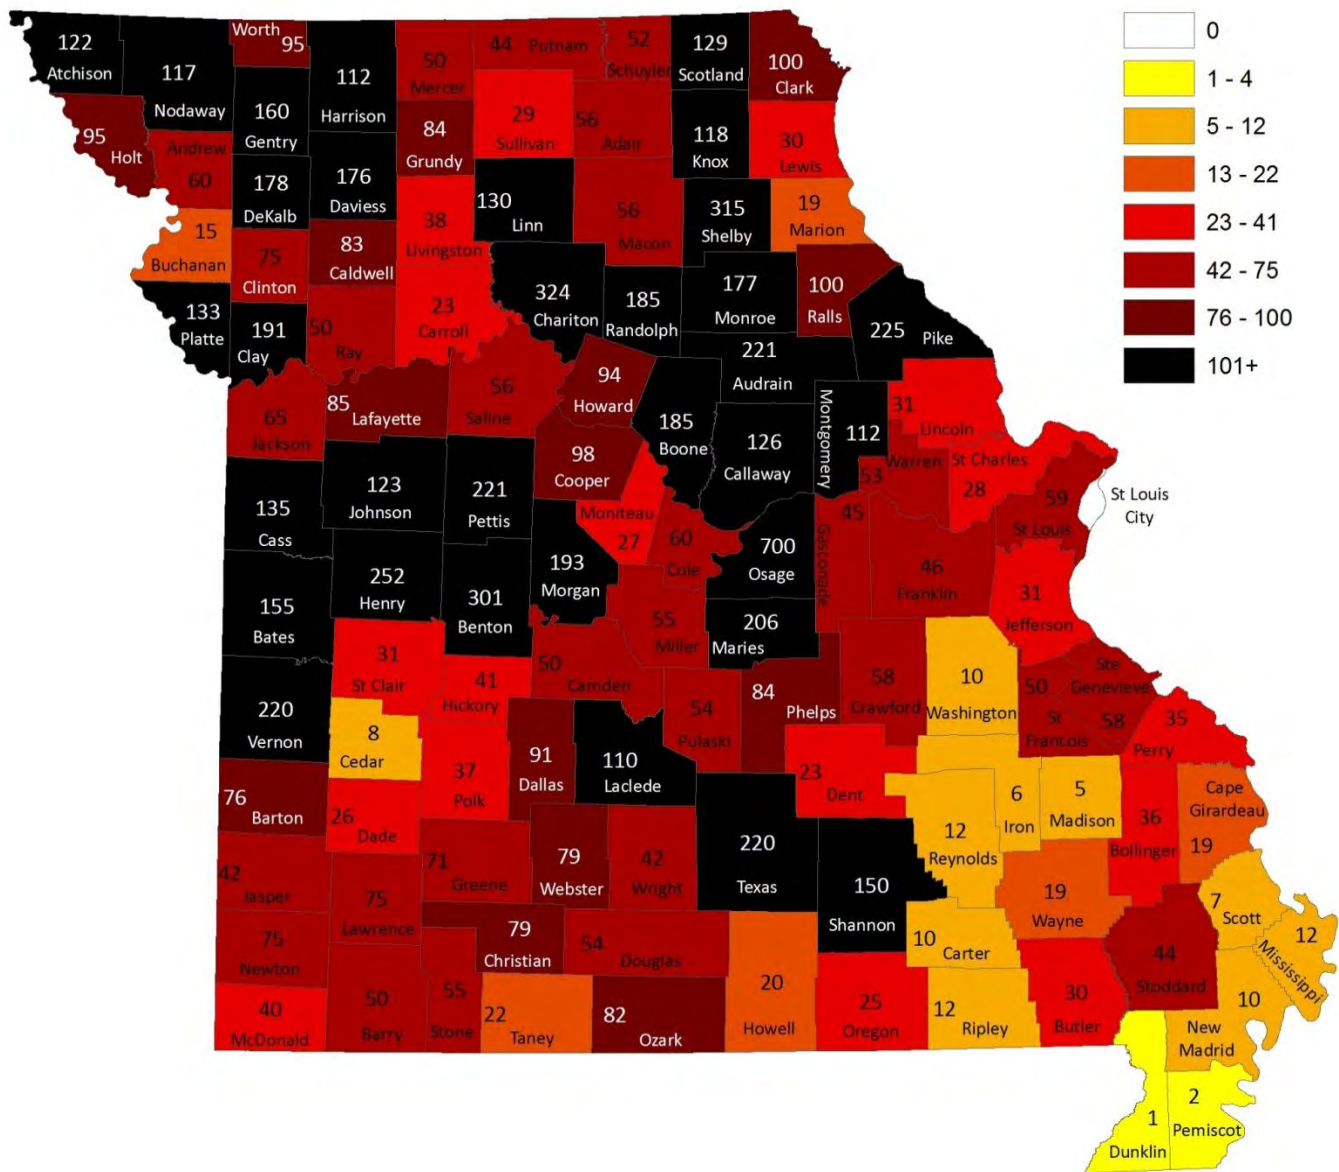 122
Atchison
117
Nodaway
Worth
95
112
Harrison
50
Mercer
44 Putnam
52
Schuyler
129
Scotland
100
Clark
0
1 - 4
5 - 12
13 - 22
23 - 41
42 - 75
76 - 100
101+
95
Holt
Andrew
60
160
Gentry
84
Grundy
29
Sullivan
56
Adair
118
Knox
30
Lewis
178
DeKalb
176
Daviess
38
Livingston
130
Linn
56
Macon
315
Shelby
19
Marion
15
Buchanan
75
Clinton
83
Caldwell
133
Platte
191
Clay
50
Ray
23
Carroll
324
Chariton
185
Randolph
177
Monroe
100
Ralls
225
Pike
65
Jackson
85
Lafayette
56
Saline
94
Howard
221
Audrain
185
Boone
126
Callaway
Montgomery
112
31
Lincoln
53
Warren
St Charles
28
59
St Louis
St Louis
City
135
Cass
123
Johnson
221
Pettis
98
Cooper
Moniteau
27
60
Cole
700
Osage
45
Gasconade
46
Franklin
31
Jefferson
155
Bates
252
Henry
301
Benton
193
Morgan
55
Miller
206
Maries
220
Vernon
31
St Clair
41
Hickory
50
Camden
54
Pulaski
84
Phelps
58
Crawford
10
Washington
50
St
Francois
Ste
Genevieve
58
35
Perry
8
Cedar
37
Polk
91
Dallas
110
Laclede
23
Dent
12
Reynolds
6
Iron
5
Madison
36
Bollinger
Cape
Girardeau
19
76
Barton
26
Dade
71
Greene
79
Webster
42
Wright
220
Texas
150
Shannon
19
Wayne
7
Scott
12
Mississippi
42
Jasper
75
Lawrence
79
Christian
54
Douglas
10
Carter
44
Stoddard
75
Newton
40
McDonald
50
Barry
55
Stone
22
Taney
82
Ozark
20
Howell
25
Oregon
12
Ripley
30
Butler
10
New
Madrid
1
Dunklin
2
Pemiscot